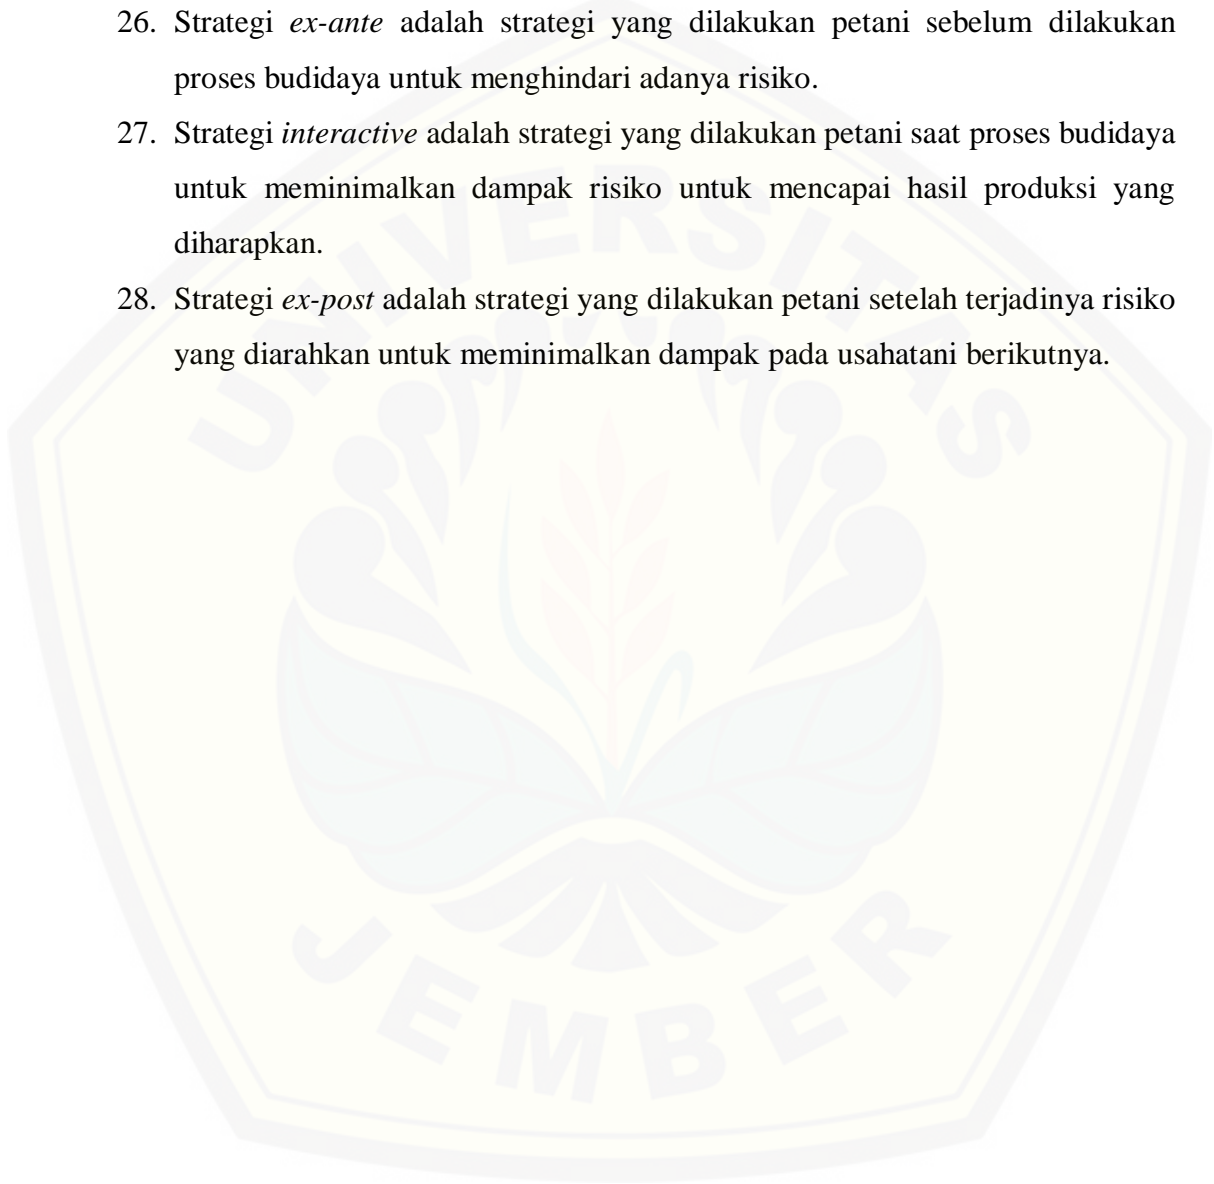 26. Strategi ex-ante adalah strategi yang dilakukan petani sebelum dilakukan
proses budidaya untuk menghindari adanya risiko.
27. Strategi interactive adalah strategi yang dilakukan petani saat proses budidaya
untuk meminimalkan dampak risiko untuk mencapai hasil produksi yang
diharapkan.
28. Strategi ex-post adalah strategi yang dilakukan petani setelah terjadinya risiko
yang diarahkan untuk meminimalkan dampak pada usahatani berikutnya.
UNIVERSITAS
JEMBER